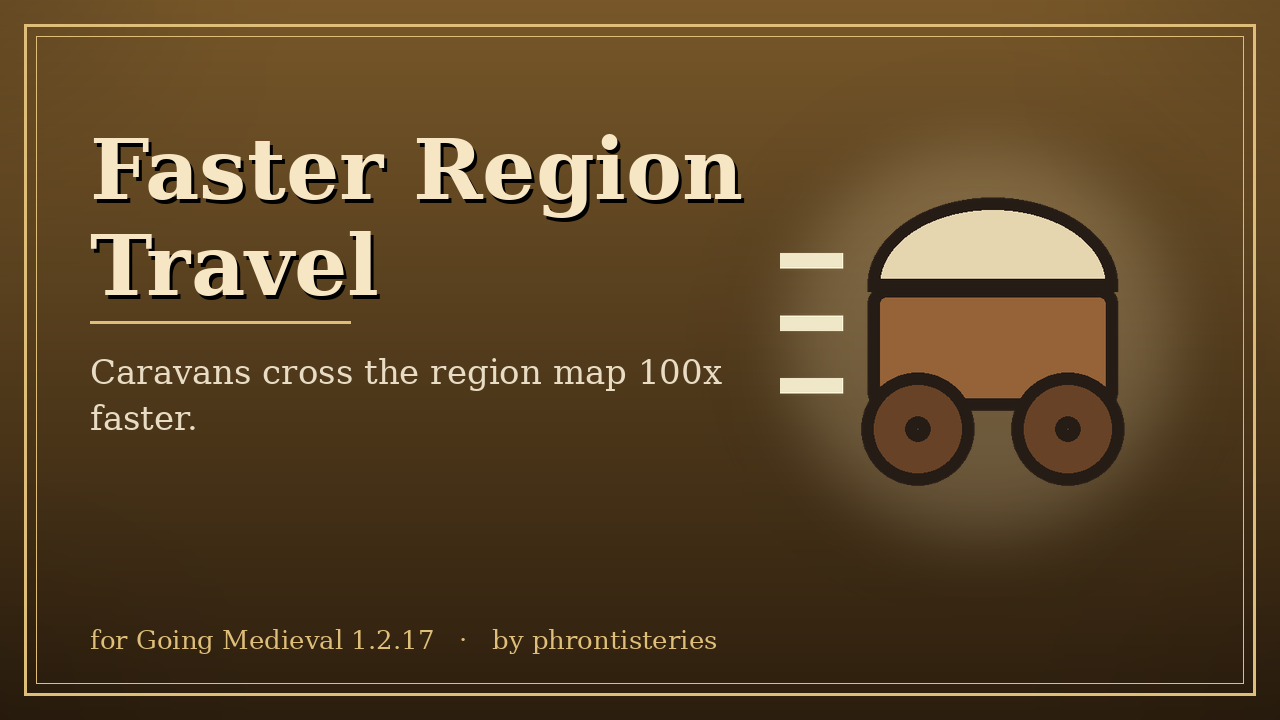 Faster Region
Travel
Caravans cross the region map 100x
faster.
for Going Medieval 1.2.17 · by phrontisteries